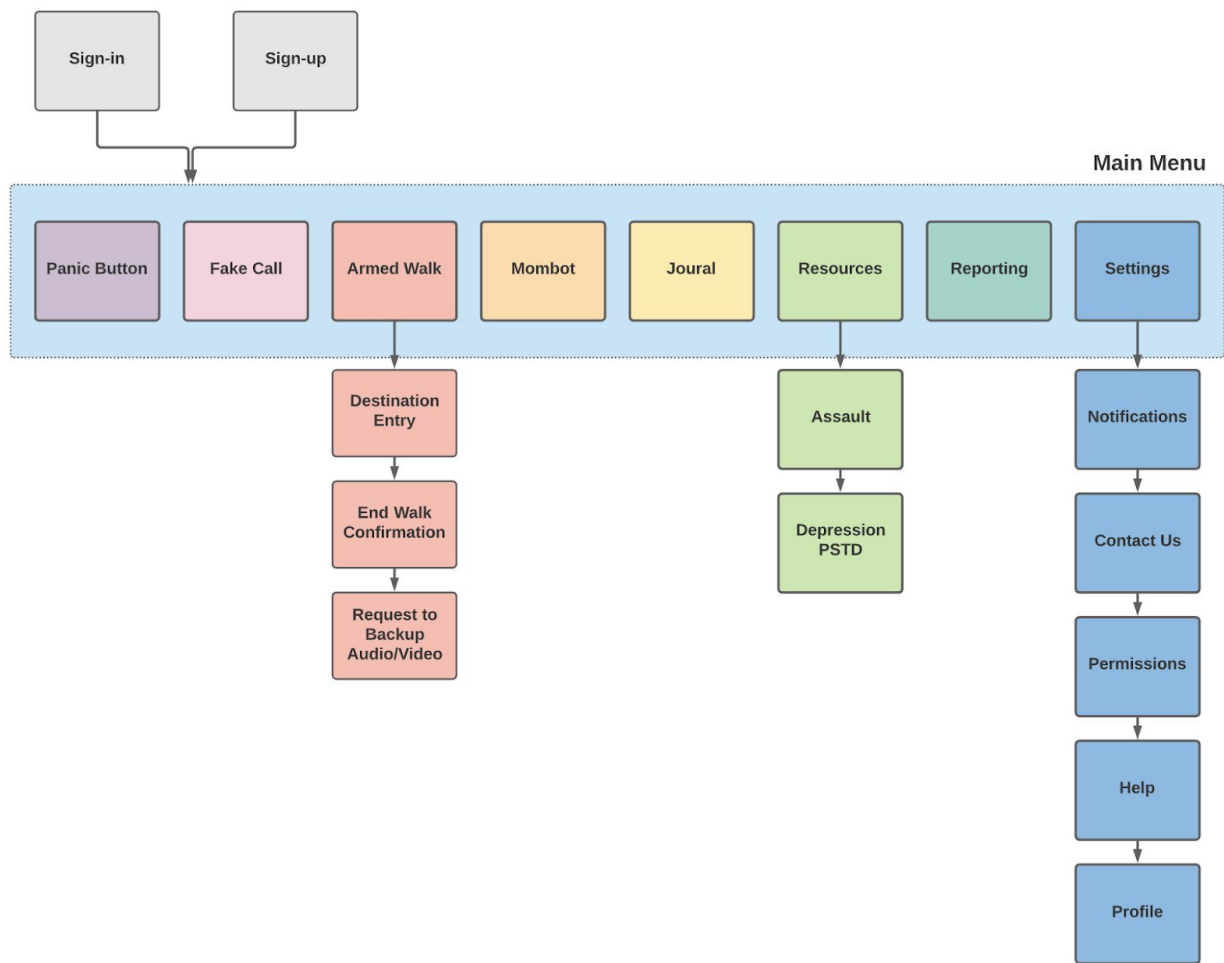 Sign-in
Sign-up
Main Menu
Panic Button
Fake Call
Armed Walk
Mombot
Joural
Resources
Reporting
Settings
Destination
Entry
End Walk
Confirmation
Request to
Backup
Audio/Video
Assault
Depression
PSTD
Notifications
Contact Us
Permissions
Help
Profile